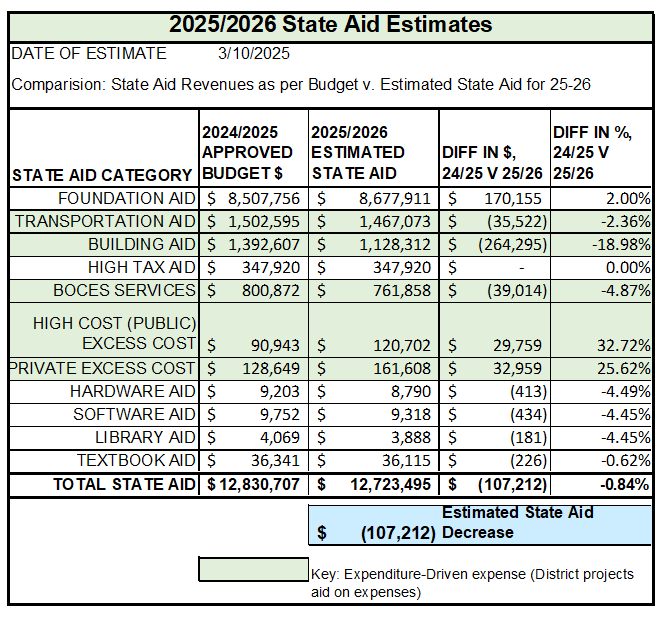 2025/2026 State Aid Estimates
DATE OF ESTIMATE 3/10/2025
Comparision: State Aid Revenues as per Budget v. Estimated State Aid for 25-26
STATE AID CATEGORY 2024/2025 APPROVED BUDGET $ 2025/2026 ESTIMATED STATE AID DIFF IN $, 24/25 V 25/26 DIFF IN %, 24/25 V 25/26
FOUNDATION AID $ 8,507,756 $ 8,677,911 $ 170,155 2.00%
TRANSPORTATION AID $ 1,502,595 $ 1,467,073 $ (35,522) -2.36%
BUILDING AID $ 1,392,607 $ 1,128,312 $ (264,295) -18.98%
HIGH TAX AID $ 347,920 $ 347,920 $ - 0.00%
BOCES SERVICES $ 800,872 $ 761,858 $ (39,014) -4.87%
HIGH COST (PUBLIC)
EXCESS COST $ 90,943 $ 120,702 $ 29,759 32.72%
PRIVATE EXCESS COST $ 128,649 $ 161,608 $ 32,959 25.62%
HARDWARE AID $ 9,203 $ 8,790 $ (413) -4.49%
SOFTWARE AID $ 9,752 $ 9,318 $ (434) -4.45%
LIBRARY AID $ 4,069 $ 3,888 $ (181) -4.45%
TEXTBOOK AID $ 36,341 $ 36,115 $ (226) -0.62%
TOTAL STATE AID $ 12,830,707 $ 12,723,495 $ (107,212) -0.84%
$ (107,212) Estimated State Aid
Decrease
Key: Expenditure-Driven expense (District projects
aid on expenses)